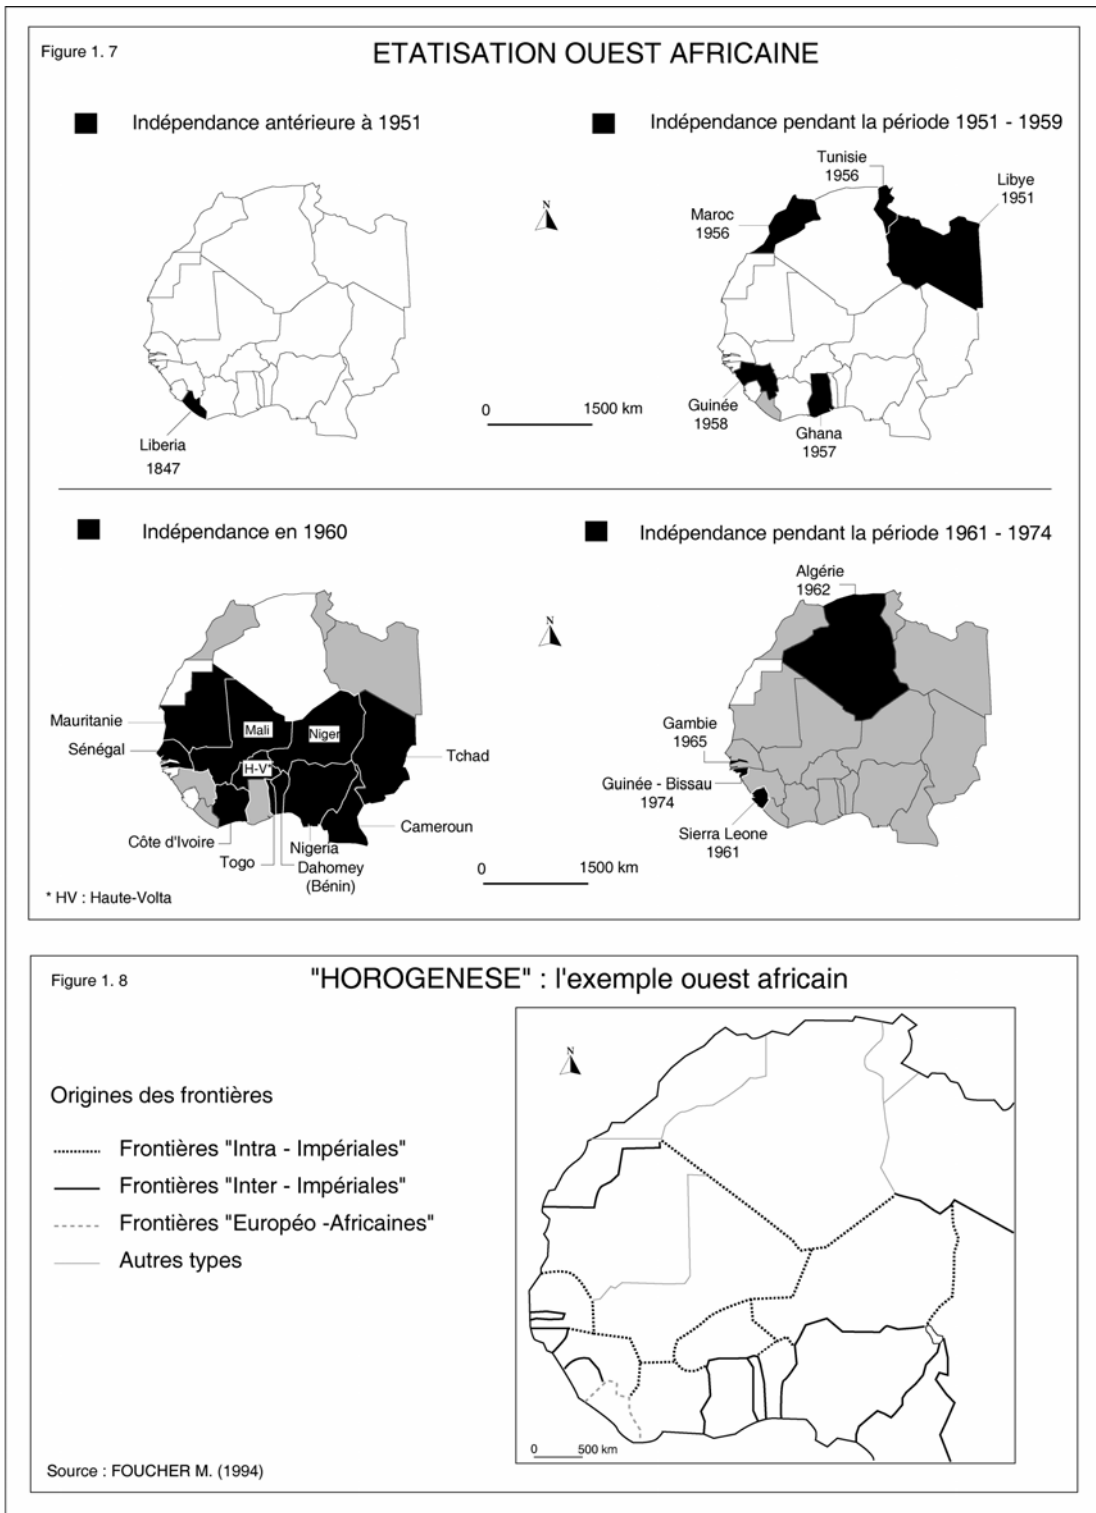 Figure 1. 7
ETATISATION OUEST AFRICAINE
Indépendance antérieure à 1951
N
Liberia
1847
0 1500 km
Indépendance pendant la période 1951 - 1959
Tunisie
1956
Libye
1951
Maroc
1956
Guinée
1958
Ghana
1957
Indépendance en 1960
N
Mauritanie
Mali
Niger
Sénégal
H-V*
Tchad
Cameroun
Côte d'Ivoire
Nigeria
Togo
Dahomey
(Bénin)
0 1500 km
* HV : Haute-Volta
Indépendance pendant la période 1961 - 1974
Algérie
1962
Gambie
1965
Guinée - Bissau
1974
Sierra Leone
1961
Figure 1. 8
"HOROGENESE" : l'exemple ouest africain
N
Origines des frontières
Frontières "Intra - Impériales"
Frontières "Inter - Impériales"
Frontières "Européo -Africaines"
Autres types
0 500 km
Source : FOUCHER M. (1994)